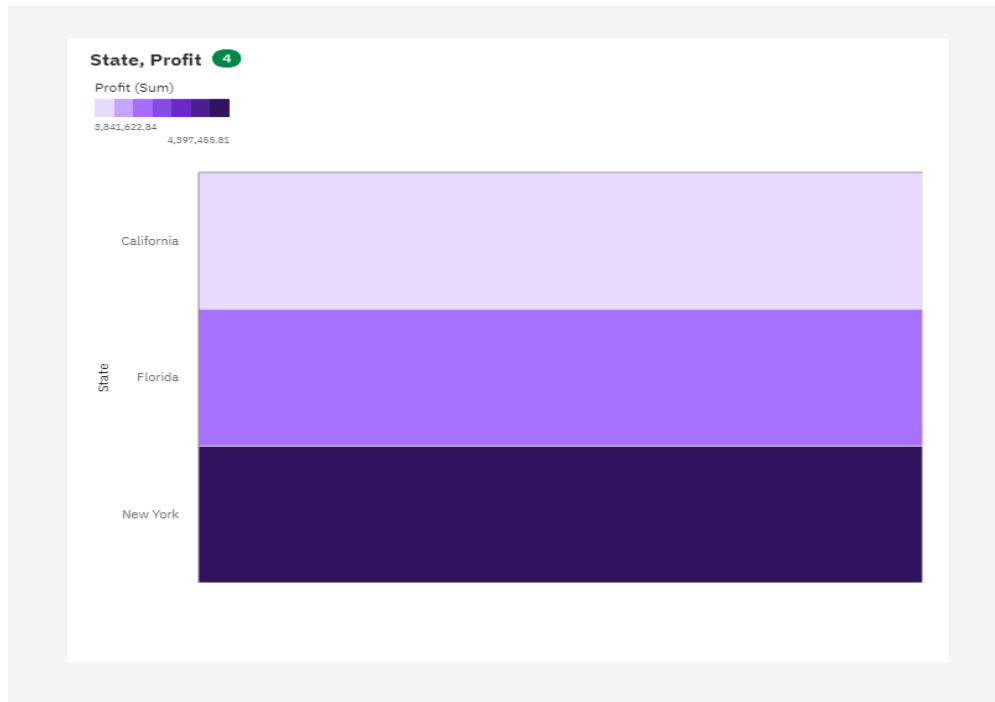 State, Profit 4
Profit (Sum)
3,841,622.84
4,397,455.81
California
State
Florida
New York